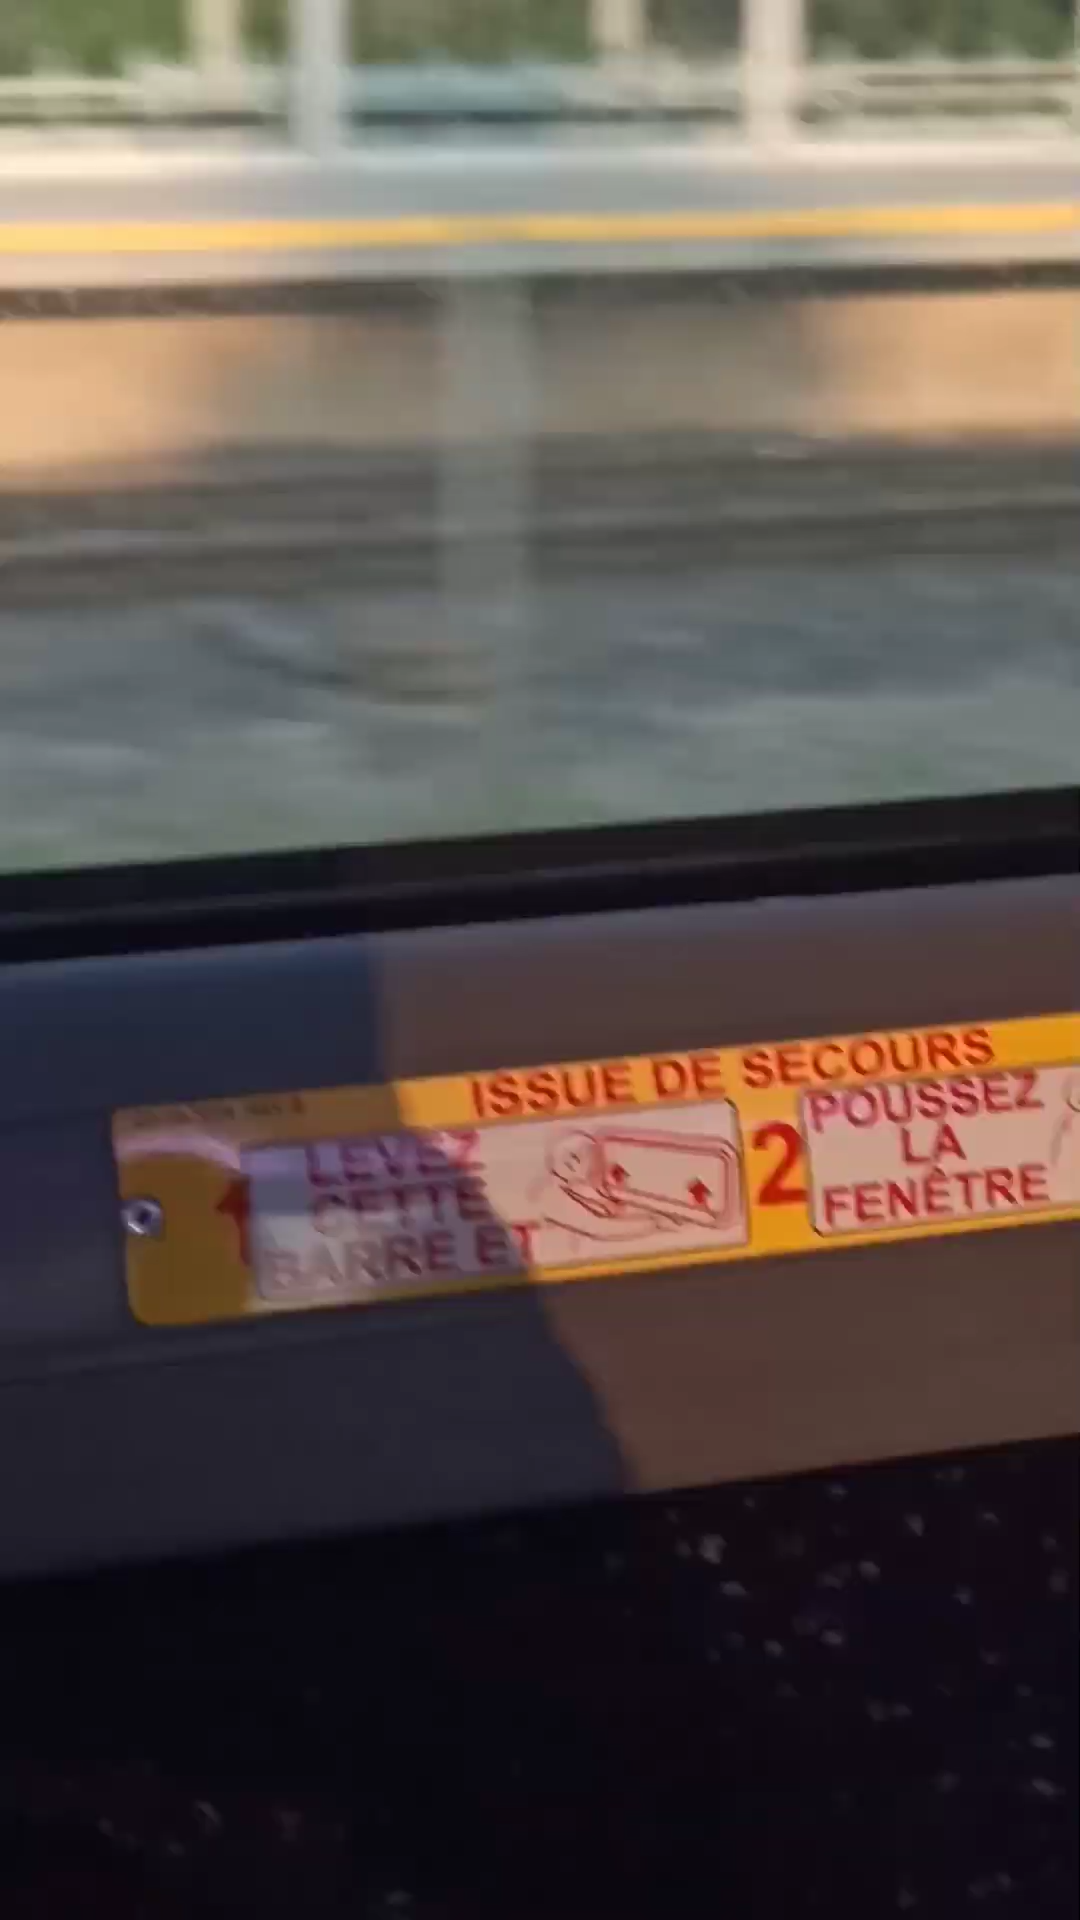 ISSUE DE SECOURS
1
LEVEZ
CETTE
BARRE ET
2
POUSSEZ
LA
FENÊTRE